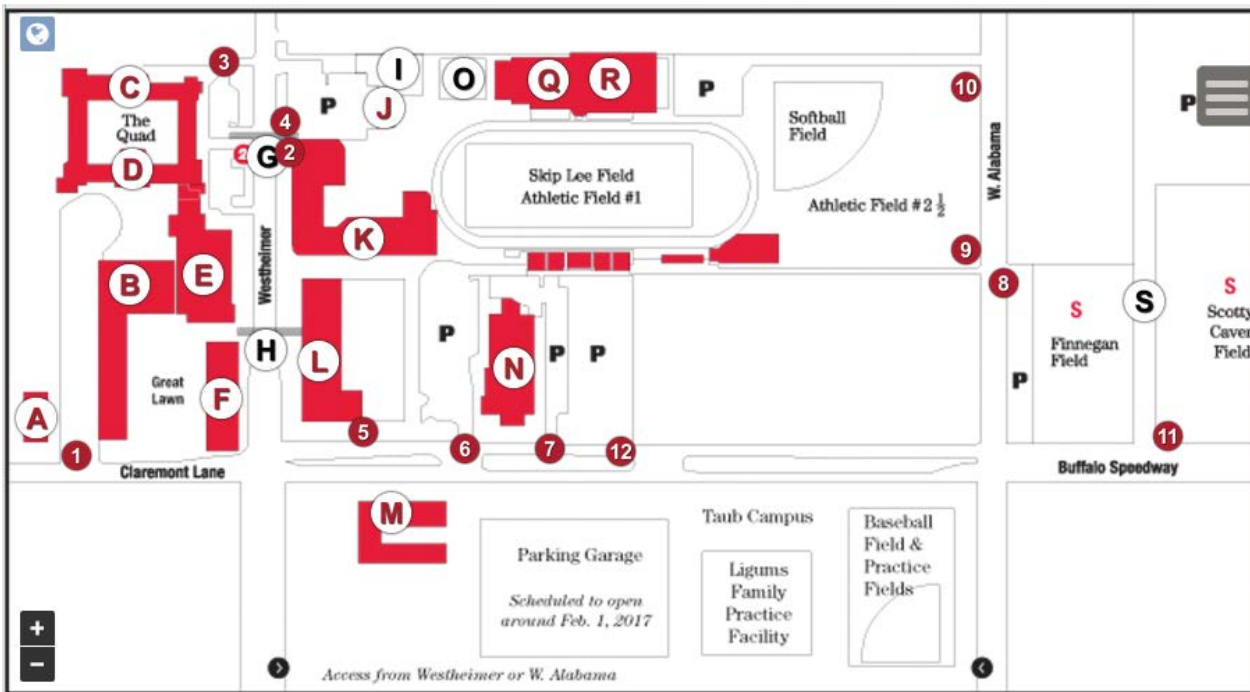 3
C
The
Quad
D
4
2
G
2
P
I
J
O
Q
R
P
Softball
Field
10
P
Skip Lee Field
Athletic Field #1
Athletic Field #2
W. Alabama
K
Westheimer
E
B
9
8
S
S
S
Finnegan
Field
Scotty
Caven
Field
H
L
P
N
P
P
P
Great
Lawn
F
A
1
5
6
7
12
11
Claremont Lane
Buffalo Speedway
M
Parking Garage
Scheduled to open
around Feb. 1, 2017
Taub Campus
Ligums
Family
Practice
Facility
Baseball
Field &
Practice
Fields
+
−
Access from Westheimer or W. Alabama